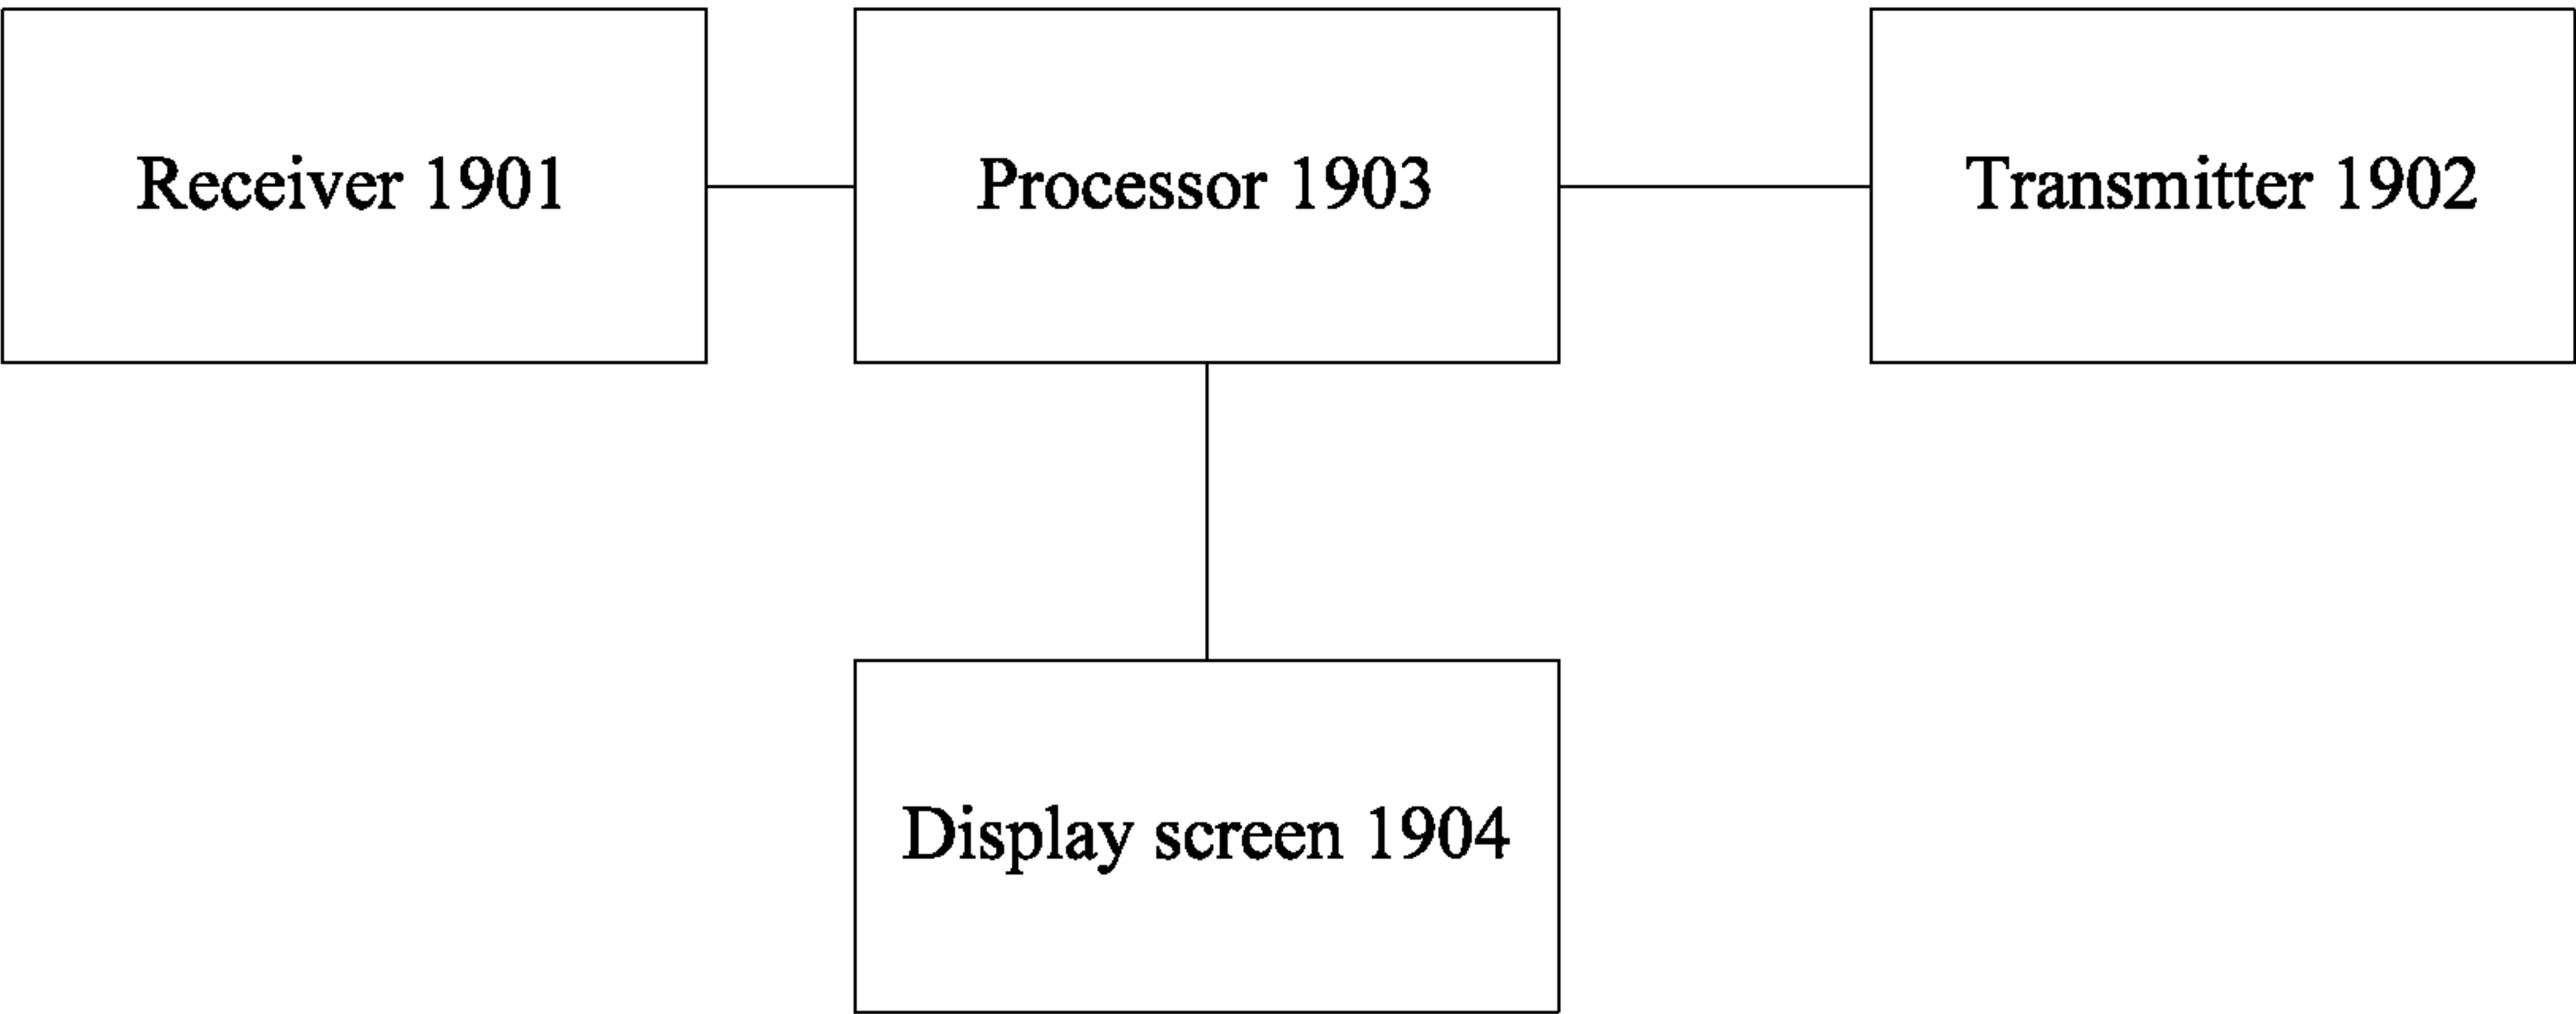 Receiver 1901
Processor 1903
Transmitter 1902
Display screen 1904